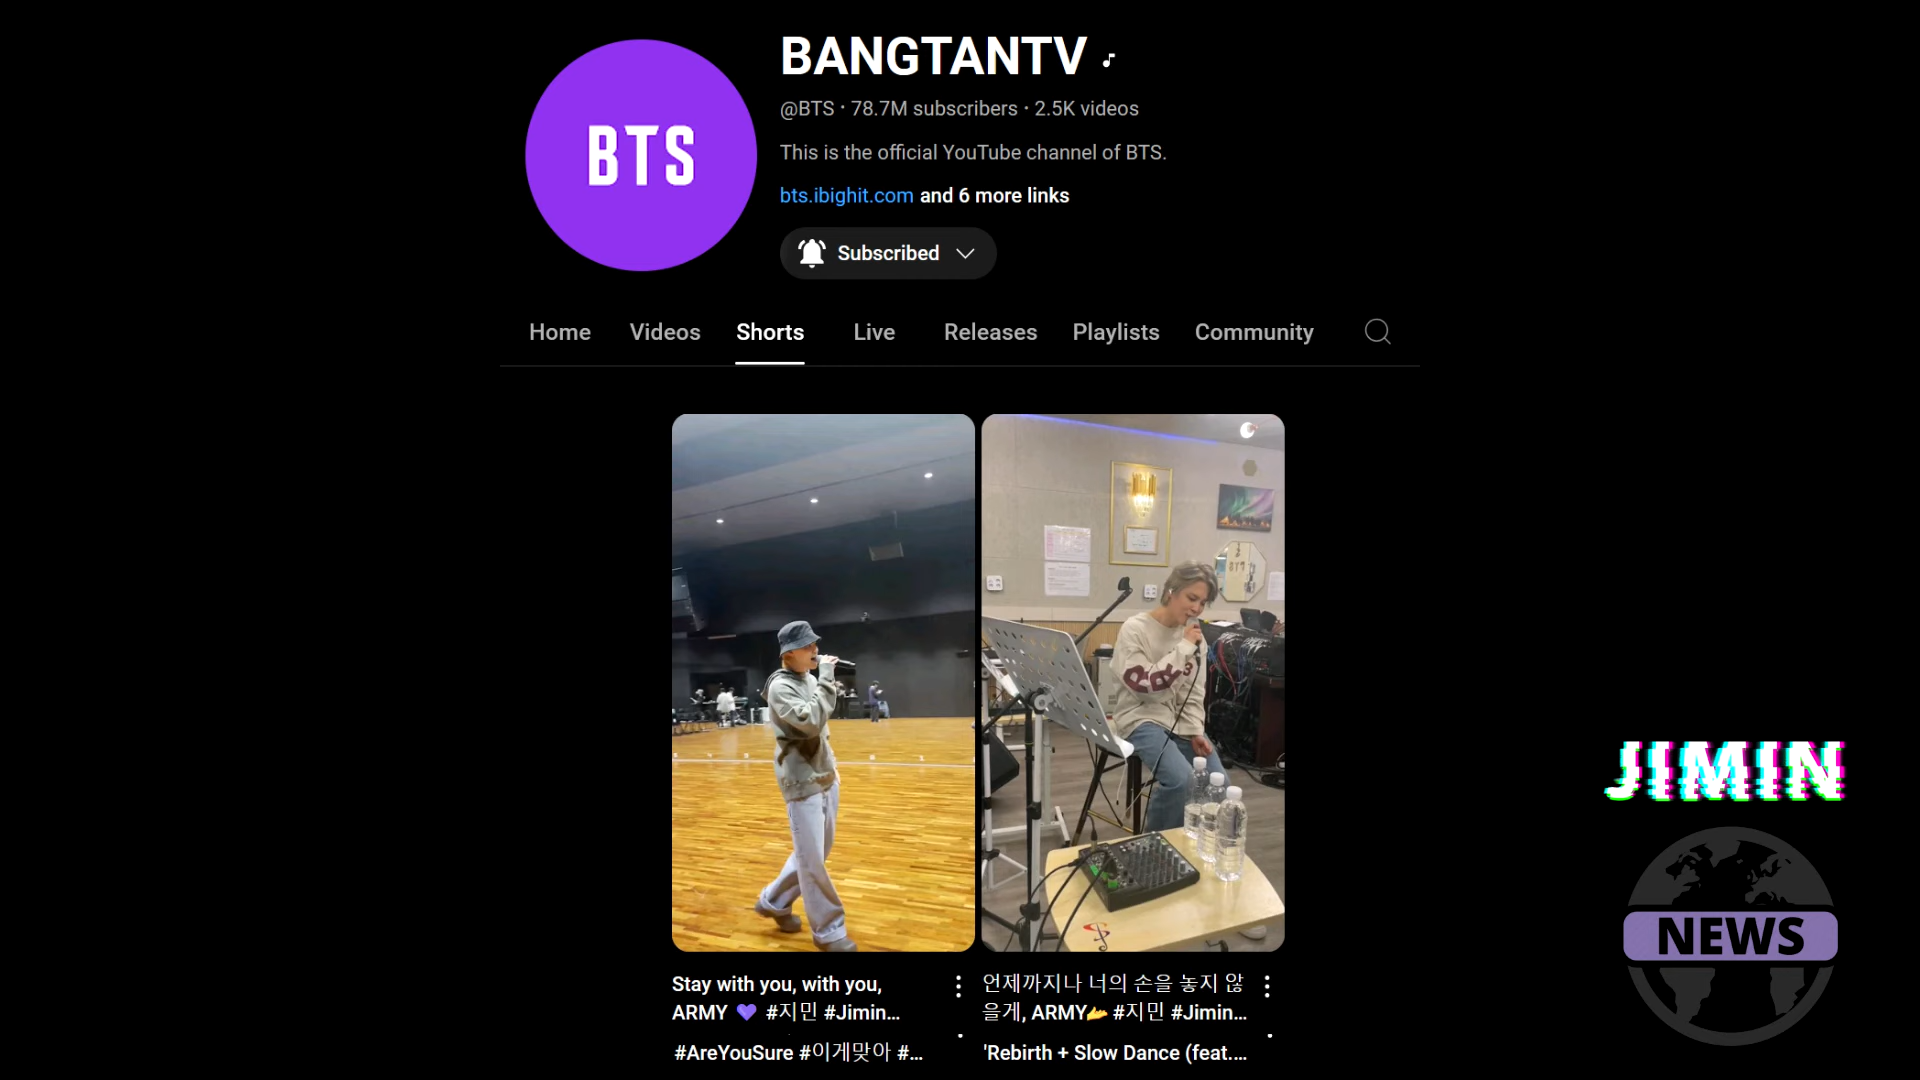 BTS
BANGTANTV
@BTS · 78.7M subscribers · 2.5K videos
This is the official YouTube channel of BTS.
bts.ibighit.com and 6 more links
Subscribed
Home Videos Shorts Live Releases Playlists Community
Stay with you, with you,
ARMY 💜 #지민 #Jimin...
#AreYouSure #이게맞아 #...
언제까지나 너의 손을 놓지 않
을게, ARMY🫴 #지민 #Jimin...
'Rebirth + Slow Dance (feat....
JIMIN
NEWS